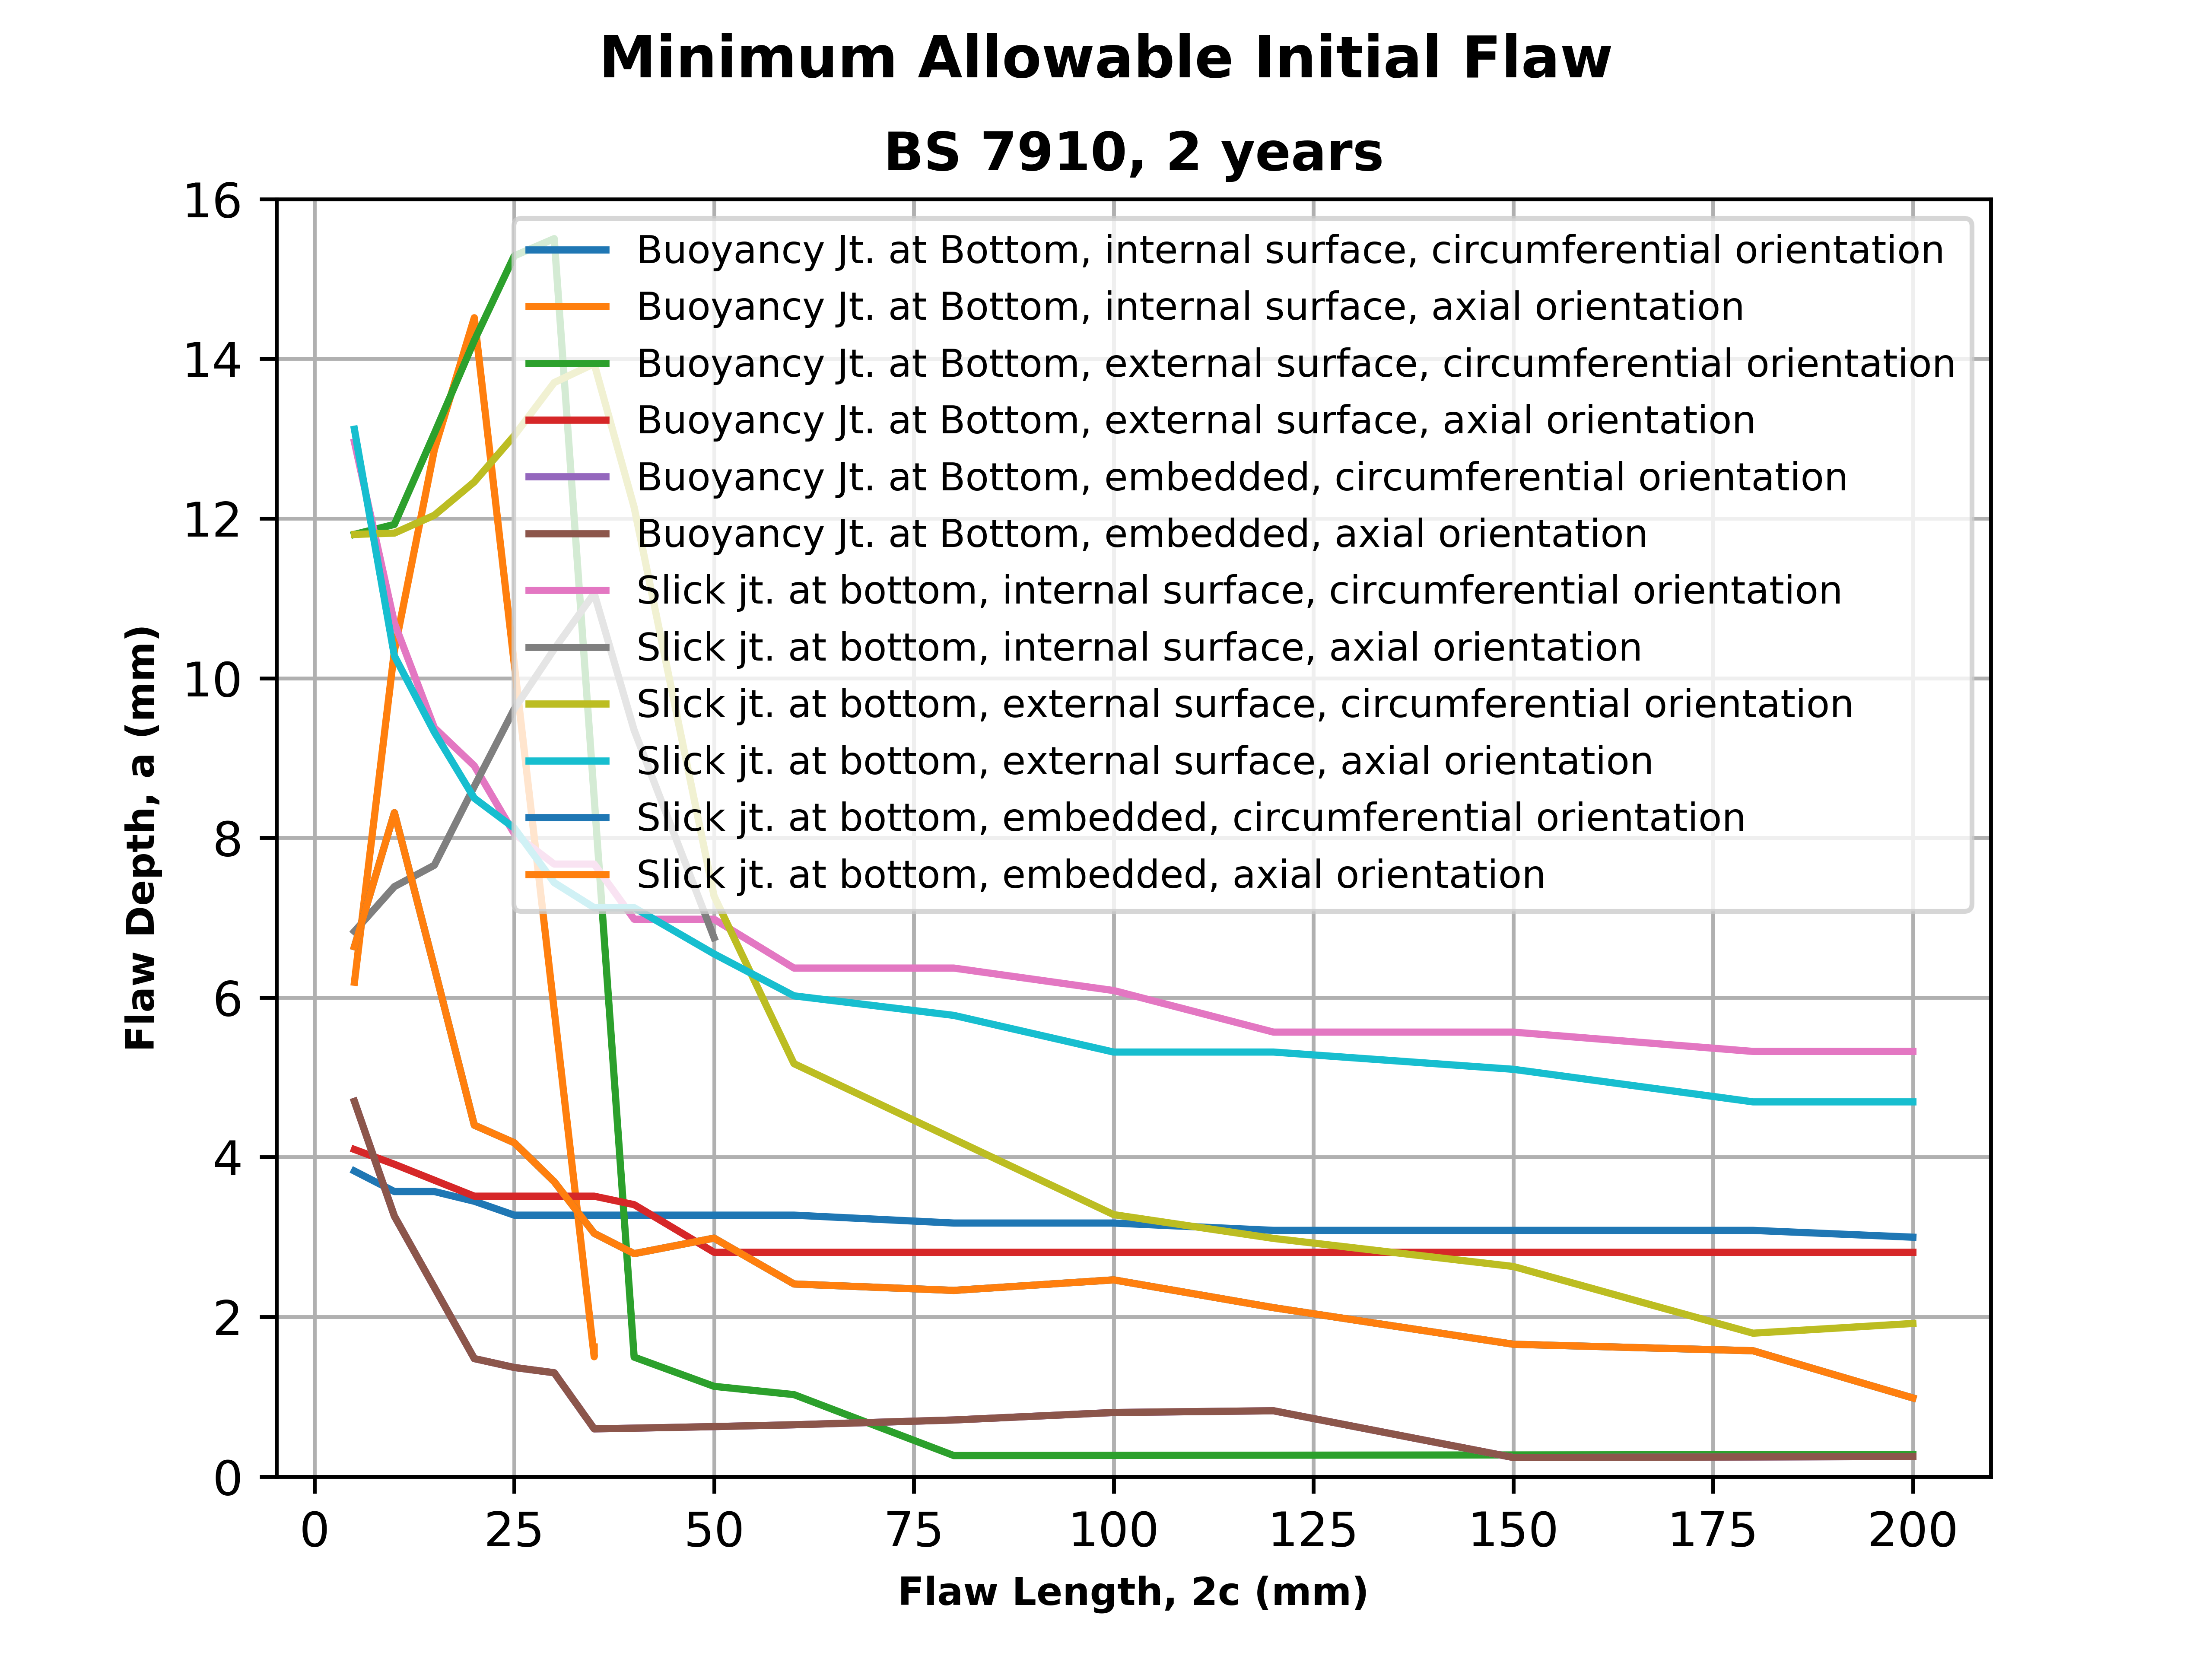 Minimum Allowable Initial Flaw
BS 7910, 2 years
16
14
12
10
8
6
4
2
0
Flaw Depth, a (mm)
Buoyancy Jt. at Bottom, internal surface, circumferential orientation
Buoyancy Jt. at Bottom, internal surface, axial orientation
Buoyancy Jt. at Bottom, external surface, circumferential orientation
Buoyancy Jt. at Bottom, external surface, axial orientation
Buoyancy Jt. at Bottom, embedded, circumferential orientation
Buoyancy Jt. at Bottom, embedded, axial orientation
Slick jt. at bottom, internal surface, circumferential orientation
Slick jt. at bottom, internal surface, axial orientation
Slick jt. at bottom, external surface, circumferential orientation
Slick jt. at bottom, external surface, axial orientation
Slick jt. at bottom, embedded, circumferential orientation
Slick jt. at bottom, embedded, axial orientation
0 25 50 75 100 125 150 175 200
Flaw Length, 2c (mm)